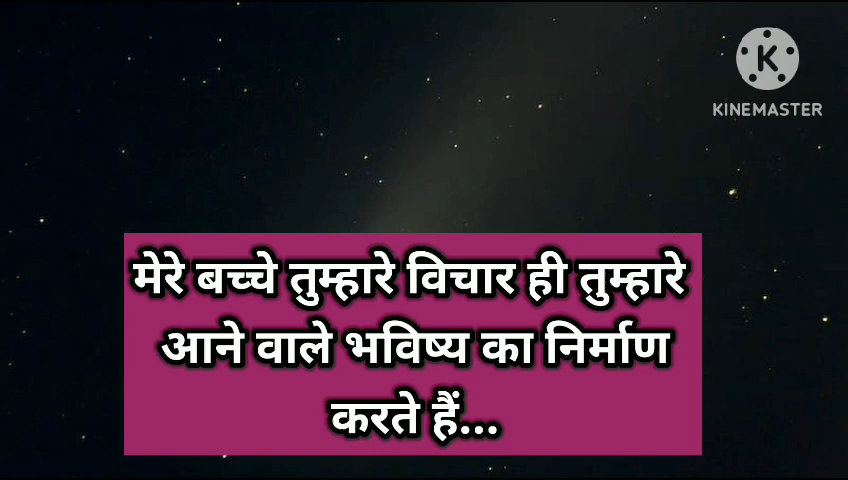 KINEMASTER
मेरे बच्चे तुम्हारे विचार ही तुम्हारे
आने वाले भविष्य का निर्माण
करते हैं...